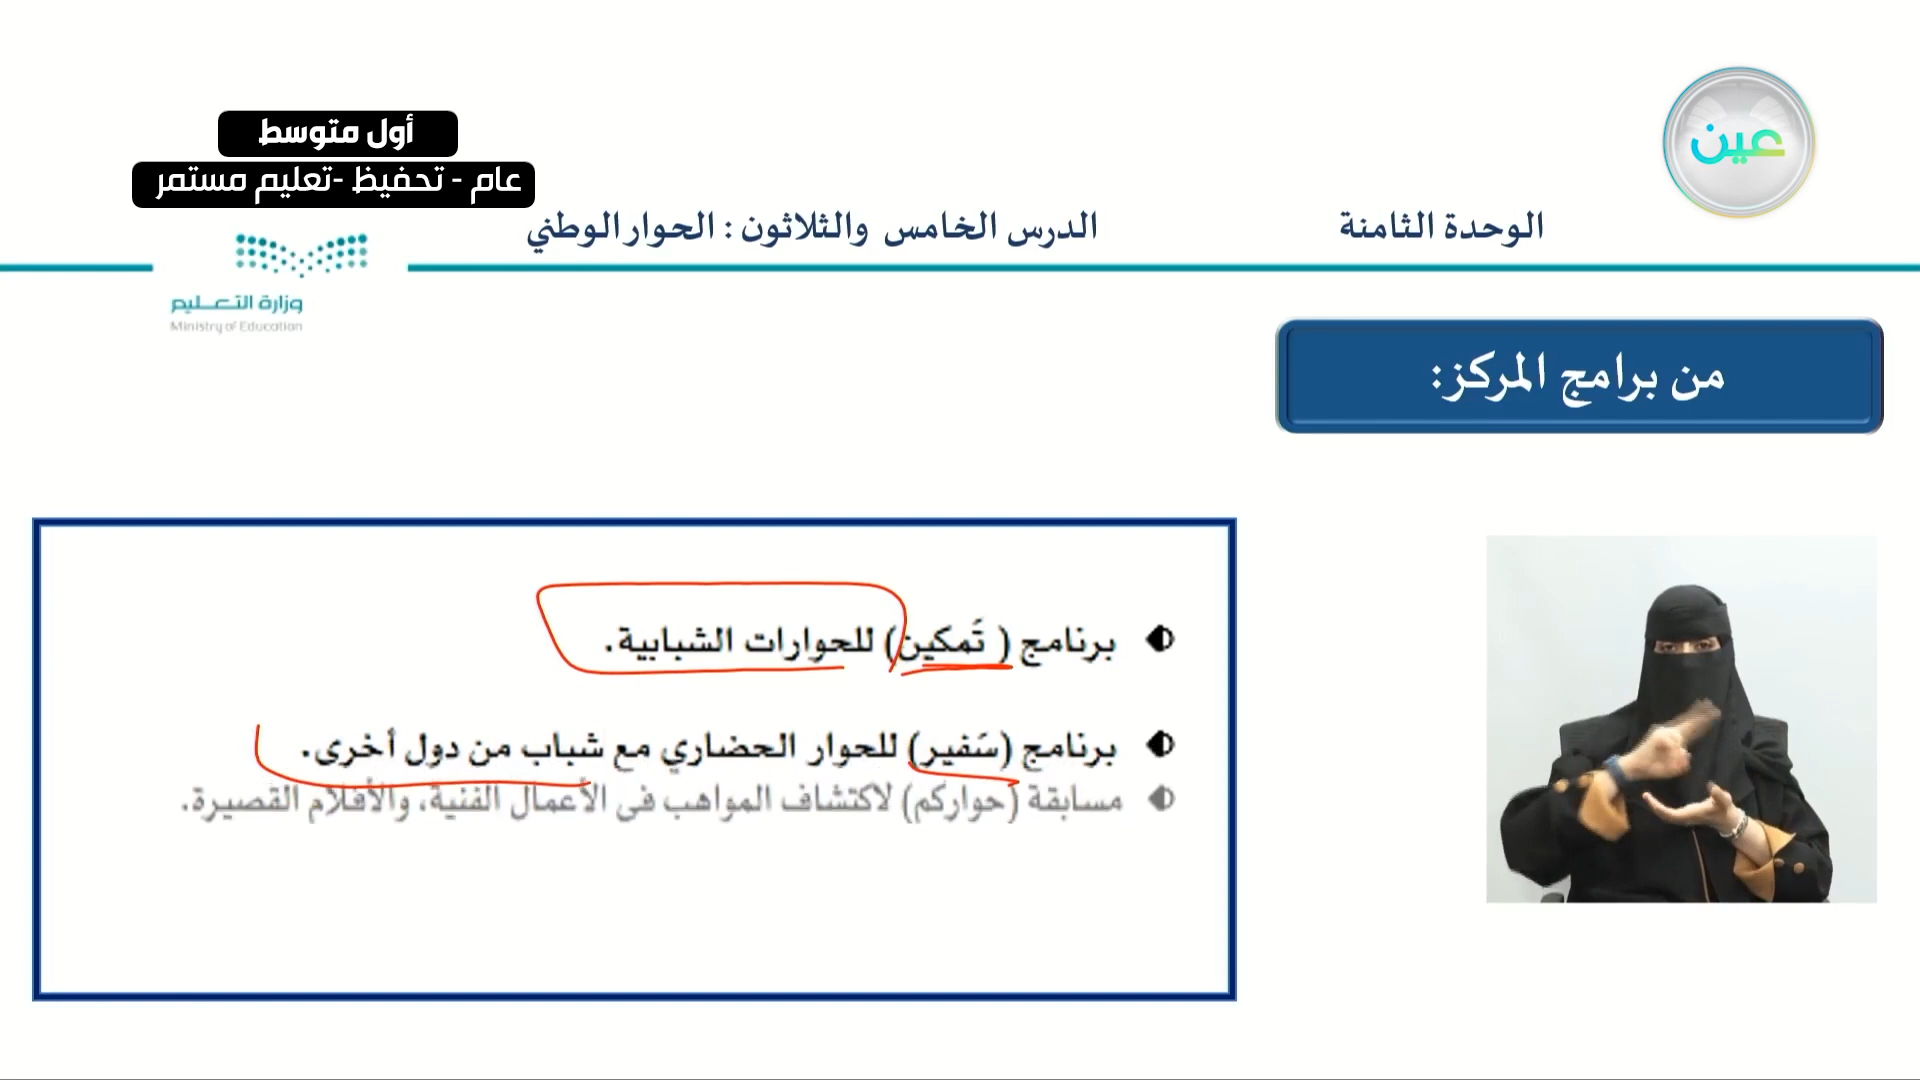 عين
أول متوسط
عام - تحفيظ -تعليم مستمر
الوحدة الثامنة
الدرس الخامس والثلاثون : الحوار الوطني
وزارة التعـــليم
Ministry of Education
من برامج المركز:
برنامج ( تَمكين) للحوارات الشبابية.
برنامج (سَفير) للحوار الحضاري مع شباب من دول أخرى.
مسابقة (حواركم) لاكتشاف المواهب في الأعمال الفنية، والأفلام القصيرة.